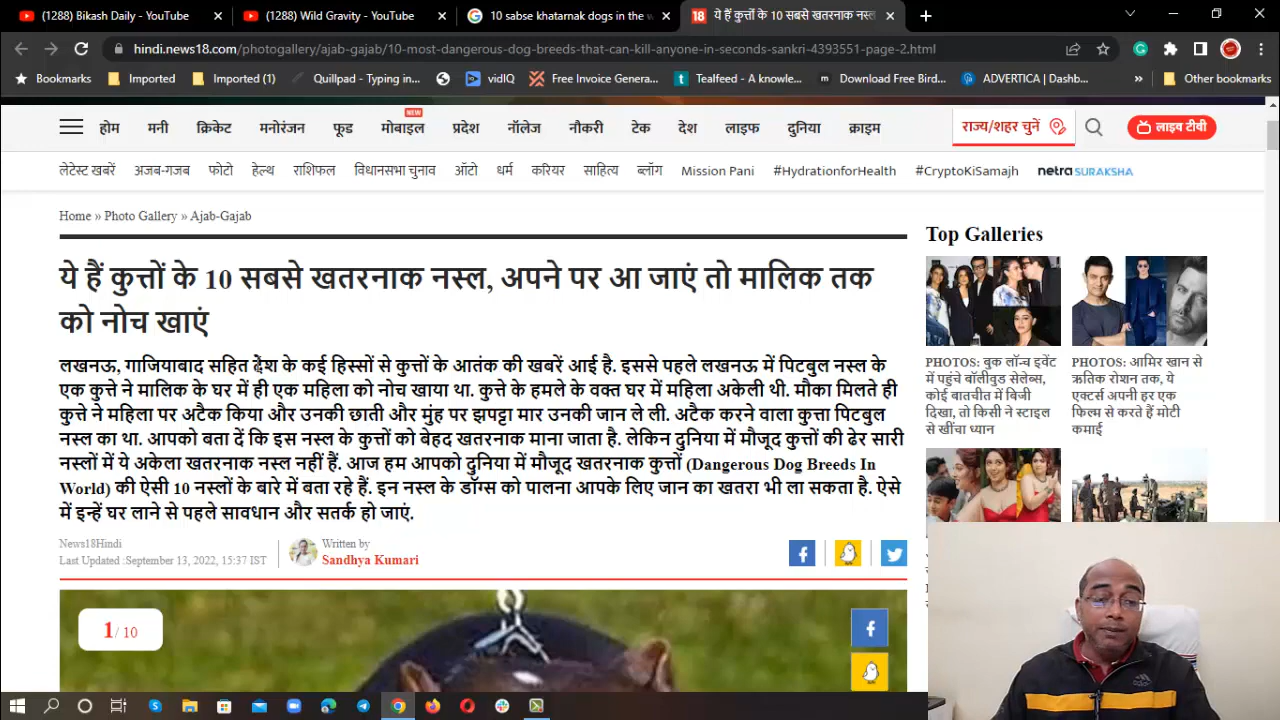 (1288) Bikash Daily - YouTube
(1288) Wild Gravity - YouTube
10 sabse khatarnak dogs in the w
18 ये हैं कुत्तों के 10 सबसे खतरनाक नस्ल
hindi.news18.com/photogallery/ajab-gajab/10-most-dangerous-dog-breeds-that-can-kill-anyone-in-seconds-sankri-4393551-page-2.html
Bookmarks Imported Imported (1) Quillpad - Typing in... vidIQ Free Invoice Genera... Tealfeed - A knowle... Download Free Bird... ADVERTICA | Dashb... » Other bookmarks
होम मनी क्रिकेट मनोरंजन फूड मोबाइल NEW प्रदेश नॉलेज नौकरी टेक देश लाइफ दुनिया क्राइम राज्य/शहर चुनें लाइव टीवी
लेटेस्ट खबरें अजब-गजब फोटो हेल्थ राशिफल विधानसभा चुनाव ऑटो धर्म करियर साहित्य ब्लॉग Mission Pani #HydrationforHealth #CryptoKiSamajh netra SURAKSHA
Home » Photo Gallery » Ajab-Gajab
ये हैं कुत्तों के 10 सबसे खतरनाक नस्ल, अपने पर आ जाएं तो मालिक तक
को नोच खाएं
लखनऊ, गाजियाबाद सहित देश के कई हिस्सों से कुत्तों के आतंक की खबरें आई है. इससे पहले लखनऊ में पिटबुल नस्ल के
एक कुत्ते ने मालिक के घर में ही एक महिला को नोच खाया था. कुत्ते के हमले के वक्त घर में महिला अकेली थी. मौका मिलते ही
कुत्ते ने महिला पर अटैक किया और उनकी छाती और मुंह पर झपट्टा मार उनकी जान ले ली. अटैक करने वाला कुत्ता पिटबुल
नस्ल का था. आपको बता दें कि इस नस्ल के कुत्तों को बेहद खतरनाक माना जाता है. लेकिन दुनिया में मौजूद कुत्तों की ढेर सारी
नस्लों में ये अकेला खतरनाक नस्ल नहीं हैं. आज हम आपको दुनिया में मौजूद खतरनाक कुत्तों (Dangerous Dog Breeds In
World) की ऐसी 10 नस्लों के बारे में बता रहे हैं. इन नस्ल के डॉग्स को पालना आपके लिए जान का खतरा भी ला सकता है. ऐसे
में इन्हें घर लाने से पहले सावधान और सतर्क हो जाएं.
News18Hindi
Last Updated :September 13, 2022, 15:37 IST
Written by
Sandhya Kumari
1/ 10
Top Galleries
PHOTOS: बुक लॉन्च इवेंट
में पहुंचे बॉलीवुड सेलेब्स,
कोई बातचीत में बिजी
दिखा, तो किसी ने स्टाइल
से खींचा ध्यान
PHOTOS: आमिर खान से
ऋतिक रोशन तक, ये
एक्टर्स अपनी हर एक
फिल्म से करते हैं मोटी
कमाई
adidas